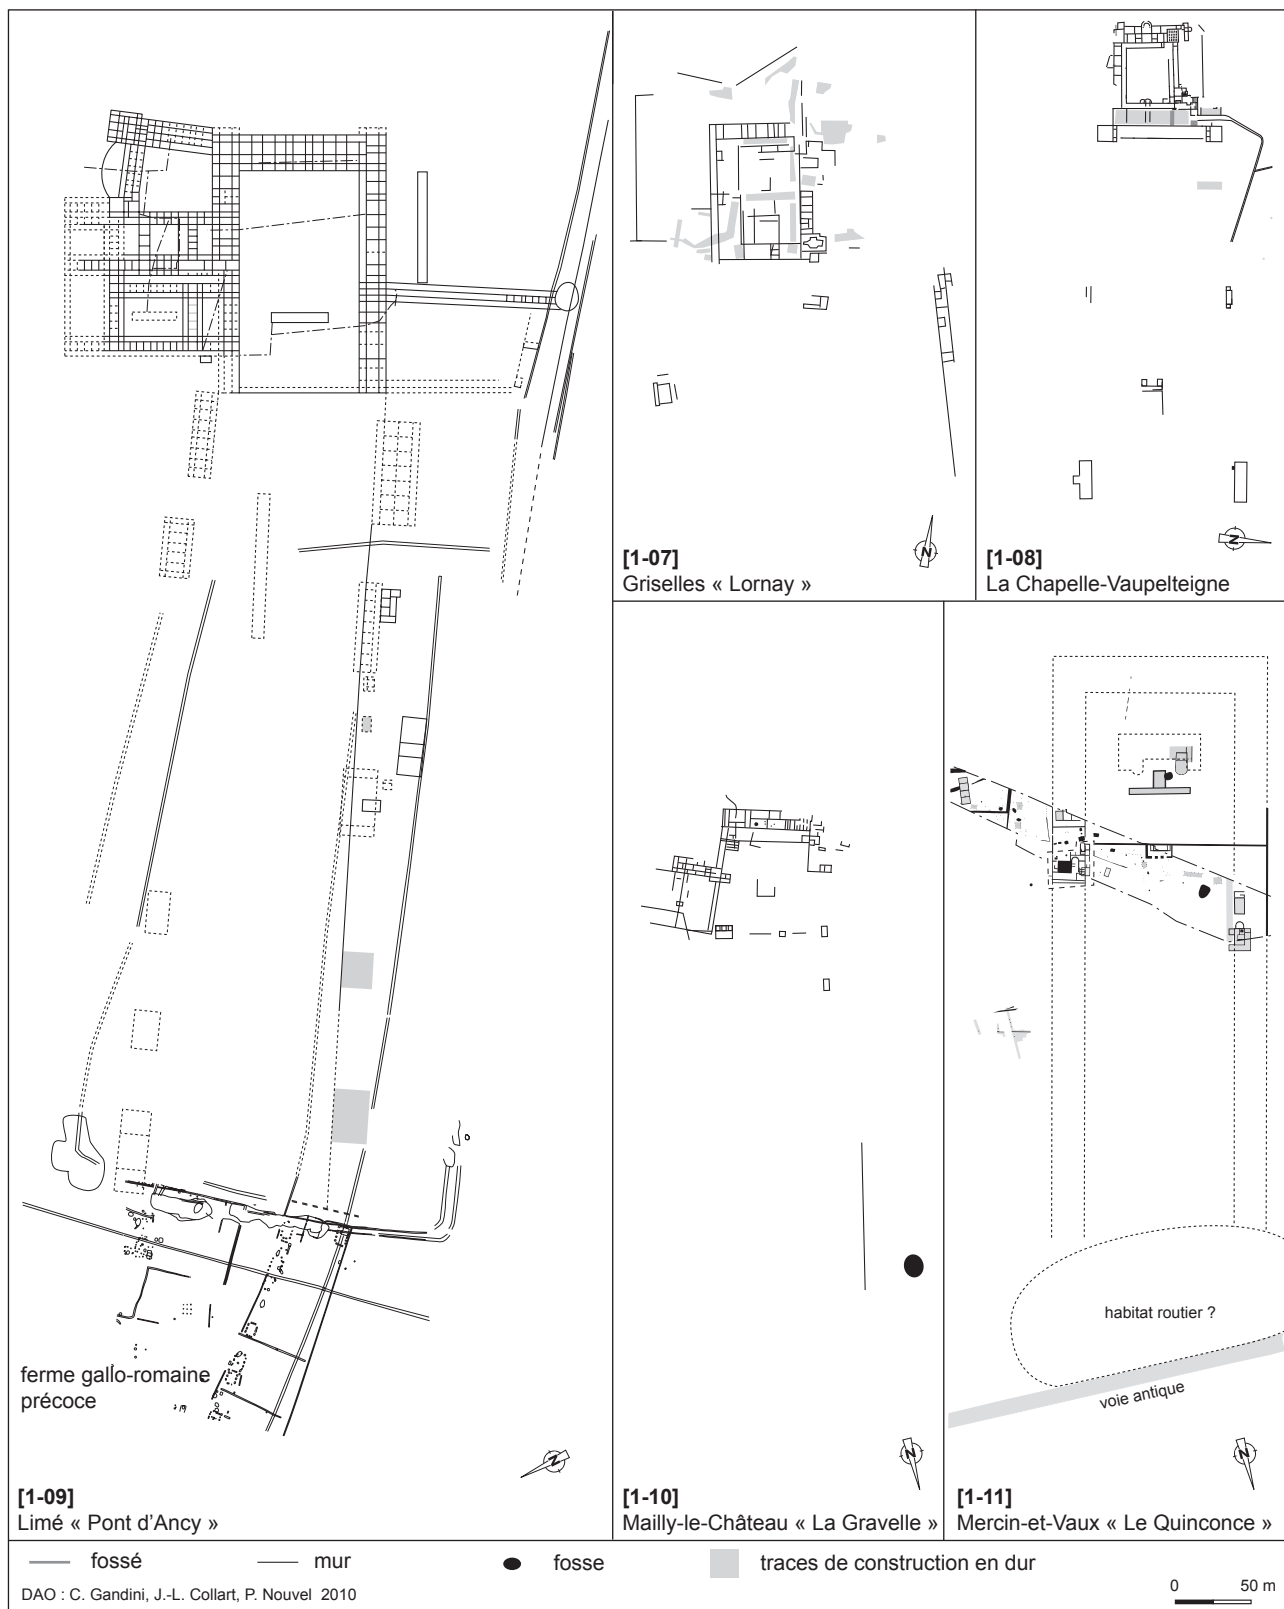 [1-07]
Griselles « Lornay »
N
[1-08]
La Chapelle-Vaupelteigne
N
ferme gallo-romaine
précoce
[1-09]
Limé « Pont d'Ancy »
N
[1-10]
Mailly-le-Château « La Gravelle »
N
habitat routier ?
voie antique
[1-11]
Mercin-et-Vaux « Le Quinconce »
N
fossé
mur
fosse
traces de construction en dur
DAO : C. Gandini, J.-L. Collart, P. Nouvel 2010
0 50 m